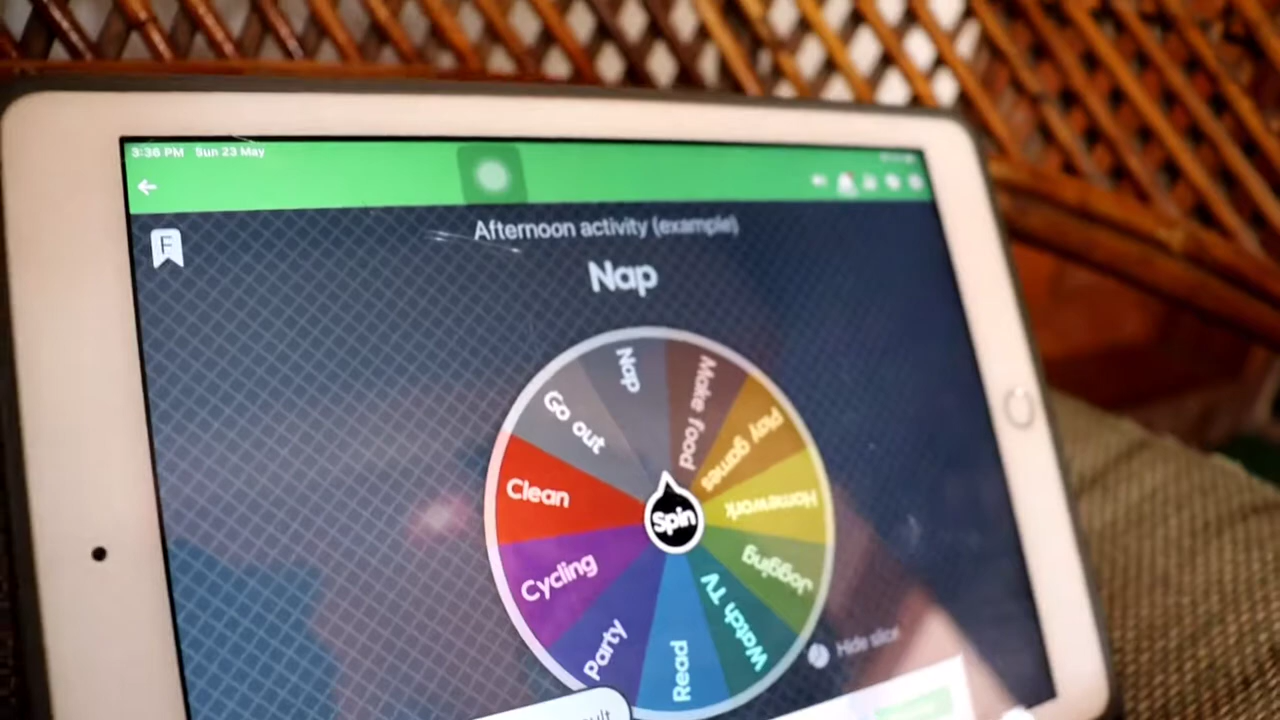 3:36 PM Sun 23 May
Afternoon activity (example)
F
Nap
Nap
Make food
Go out
Play games
Clean
Homework
Spin
Cycling
Jogging
Watch TV
Party
Read
Hide slice